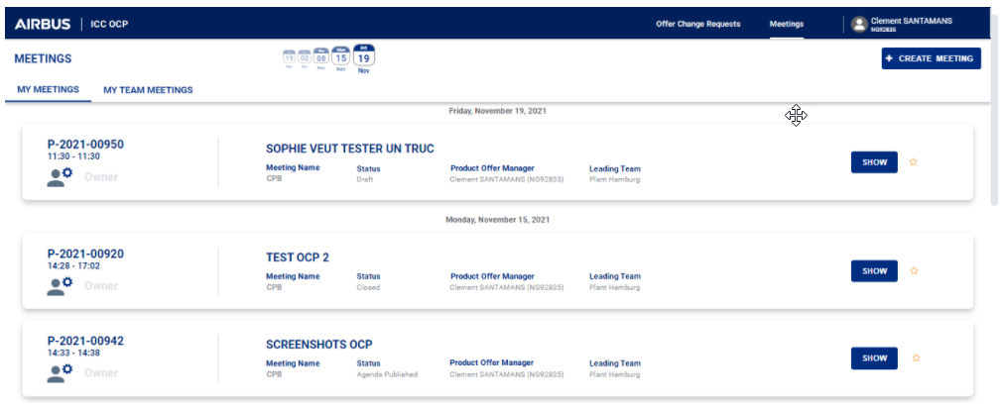 AIRBUS | ICC OCP
Offer Change Requests
Meetings
Clement SANTAMANS
NG92835
MEETINGS
19 02 08 15 19
Nov Nov
Fri
Nov
+ CREATE MEETING
MY MEETINGS
MY TEAM MEETINGS
Friday, November 19, 2021
P-2021-00950
11:30 - 11:30
Owner
SOPHIE VEUT TESTER UN TRUC
Meeting Name Status Product Offer Manager Leading Team
CPB Draft Clement SANTAMANS (NG92835) Plant Hamburg
SHOW
Monday, November 15, 2021
P-2021-00920
14:28 - 17:02
Owner
TEST OCP 2
Meeting Name Status Product Offer Manager Leading Team
CPB Closed Clement SANTAMANS (NG92835) Plant Hamburg
SHOW
P-2021-00942
14:33 - 14:38
Owner
SCREENSHOTS OCP
Meeting Name Status Product Offer Manager Leading Team
CPB Agenda Published Clement SANTAMANS (NG92835) Plant Hamburg
SHOW